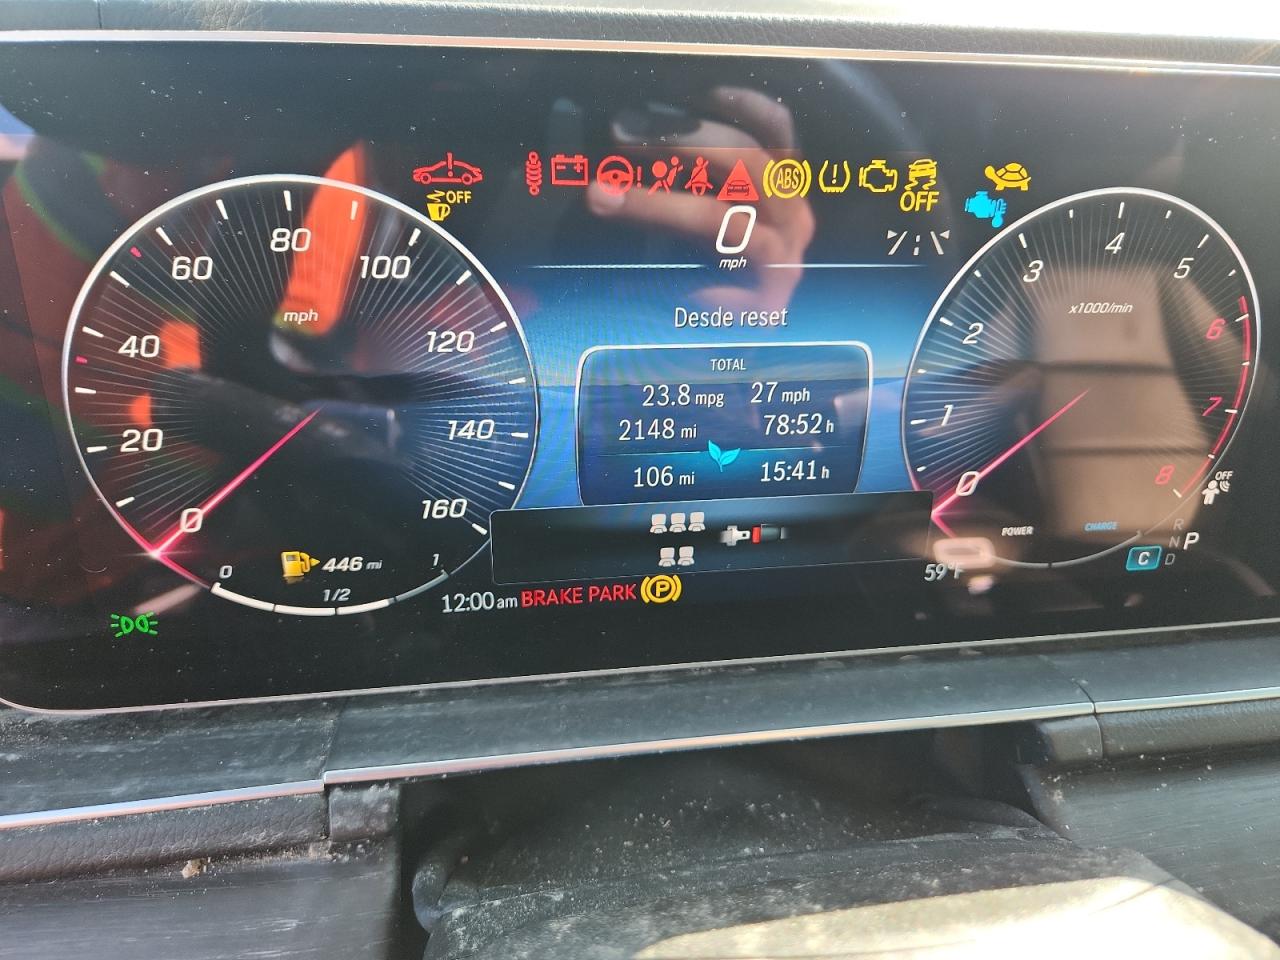 OFF
ABS
OFF
0
mph
Desde reset
TOTAL
23.8 mpg 27 mph
2148 mi 78:52 h
106 mi 15:41 h
0
20
40
60
80
100
120
140
160
mph
0 1/2 1
446 mi
0
1
2
3
4
5
6
7
8
x1000/min
POWER
CHARGE
OFF
R
N P
C D
12:00 am BRAKE PARK P
59°F